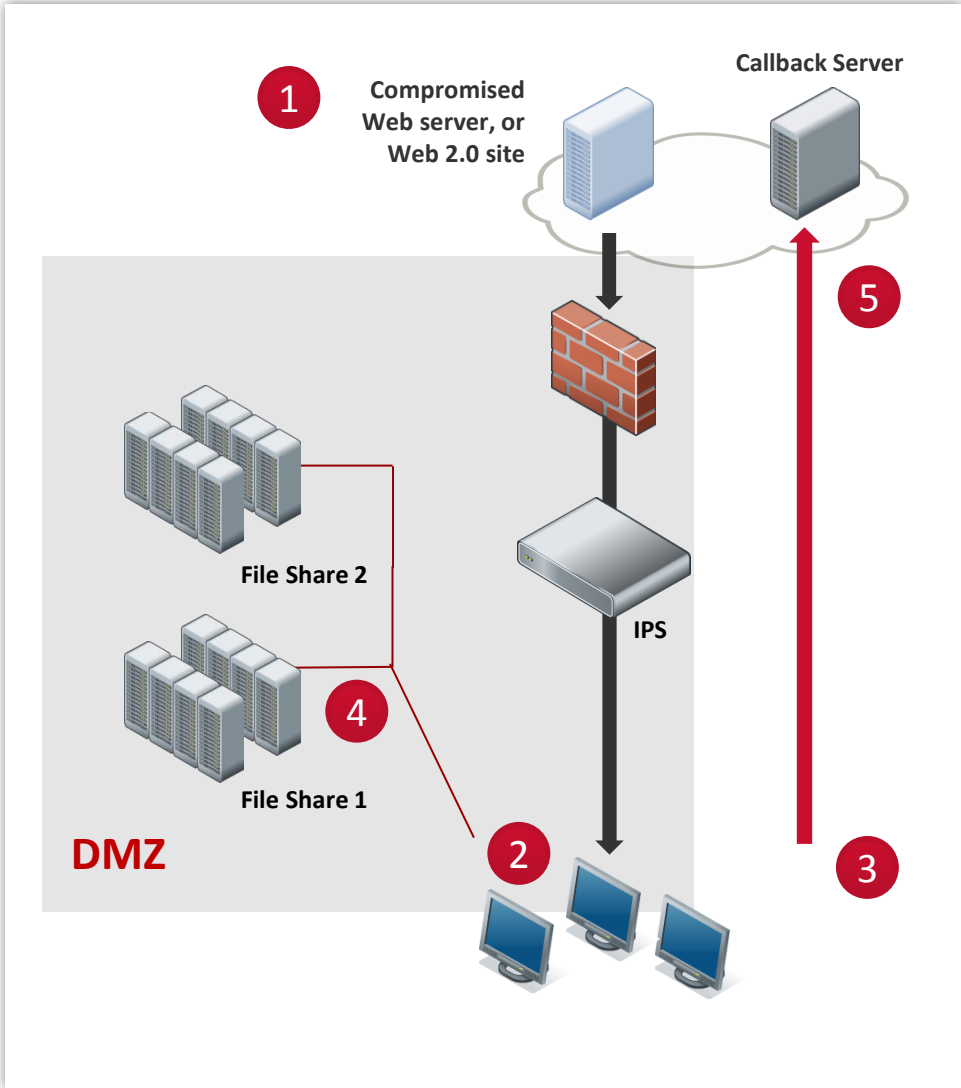 1
Compromised
Web server, or
Web 2.0 site
Callback Server
5
File Share 2
IPS
4
File Share 1
DMZ
2
3